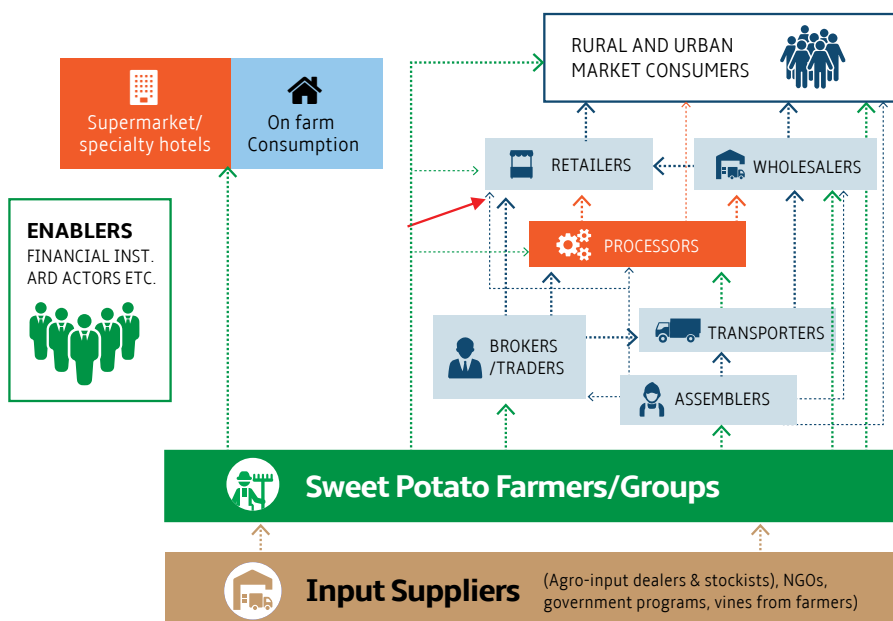 RURAL AND URBAN
MARKET CONSUMERS
Supermarket/
specialty hotels
On farm
Consumption
RETAILERS
WHOLESALERS
ENABLERS
FINANCIAL INST.
ARD ACTORS ETC.
PROCESSORS
BROKERS
/TRADERS
TRANSPORTERS
ASSEMBLERS
Sweet Potato Farmers/Groups
Input Suppliers
(Agro-input dealers & stockists), NGOs,
government programs, vines from farmers)